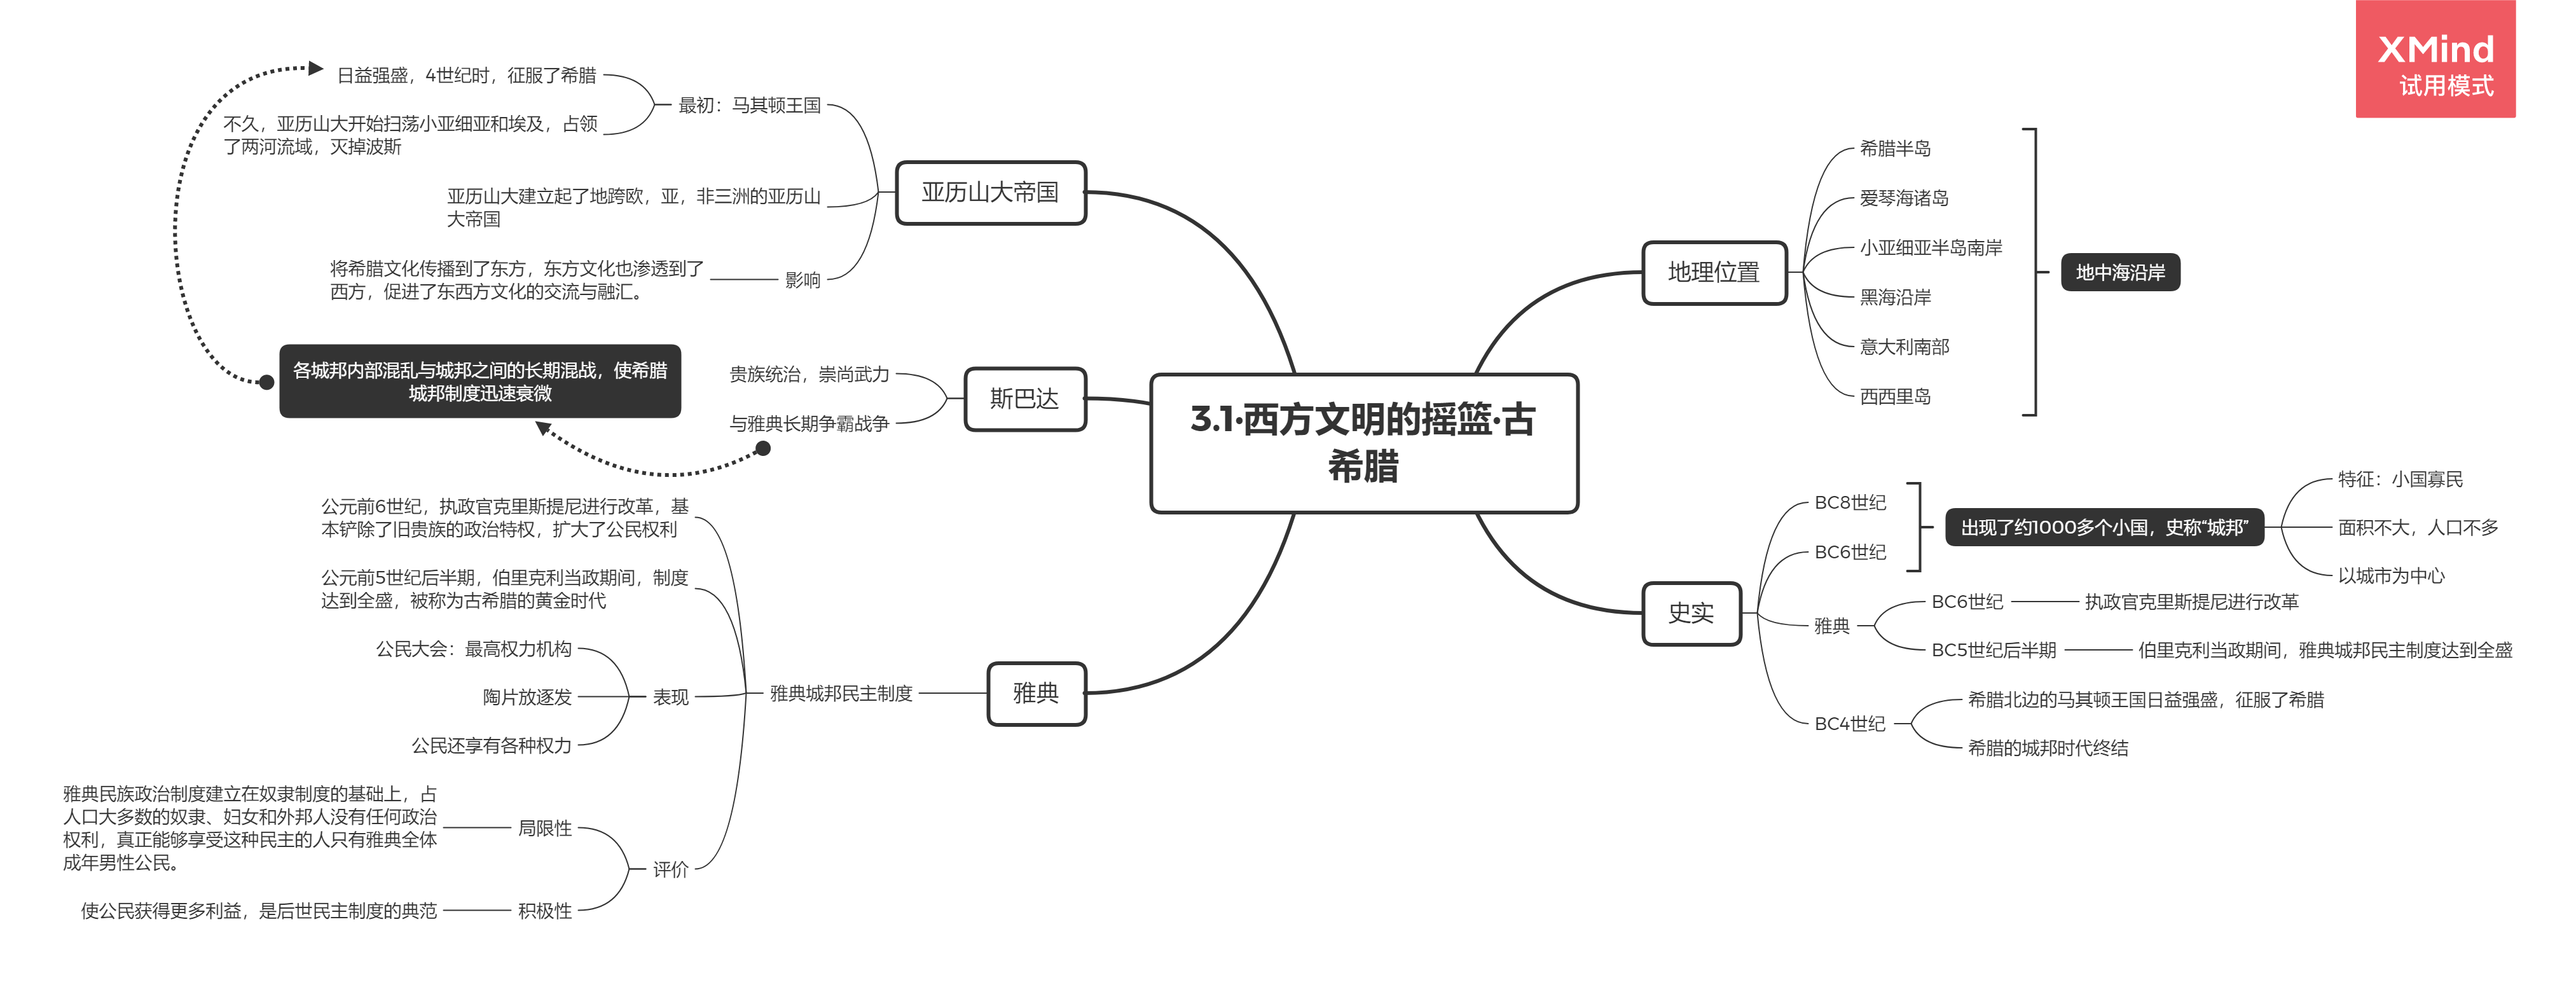 XMind
试用模式
3.1·西方文明的摇篮·古
希腊
地理位置
希腊半岛
爱琴海诸岛
小亚细亚半岛南岸
黑海沿岸
意大利南部
西西里岛
地中海沿岸
史实
BC8世纪
BC6世纪
出现了约1000多个小国，史称“城邦”
特征：小国寡民
面积不大，人口不多
以城市为中心
雅典
BC6世纪
执政官克里斯提尼进行改革
BC5世纪后半期
伯里克利当政期间，雅典城邦民主制度达到全盛
BC4世纪
希腊北边的马其顿王国日益强盛，征服了希腊
希腊的城邦时代终结
亚历山大帝国
最初：马其顿王国
日益强盛，4世纪时，征服了希腊
不久，亚历山大开始扫荡小亚细亚和埃及，占领
了两河流域，灭掉波斯
亚历山大建立起了地跨欧，亚，非三洲的亚历山
大帝国
影响
将希腊文化传播到了东方，东方文化也渗透到了
西方，促进了东西方文化的交流与融汇。
斯巴达
贵族统治，崇尚武力
与雅典长期争霸战争
各城邦内部混乱与城邦之间的长期混战，使希腊
城邦制度迅速衰微
雅典
雅典城邦民主制度
公元前6世纪，执政官克里斯提尼进行改革，基
本铲除了旧贵族的政治特权，扩大了公民权利
公元前5世纪后半期，伯里克利当政期间，制度
达到全盛，被称为古希腊的黄金时代
表现
公民大会：最高权力机构
陶片放逐发
公民还享有各种权力
评价
局限性
雅典民族政治制度建立在奴隶制度的基础上，占
人口大多数的奴隶、妇女和外邦人没有任何政治
权利，真正能够享受这种民主的人只有雅典全体
成年男性公民。
积极性
使公民获得更多利益，是后世民主制度的典范